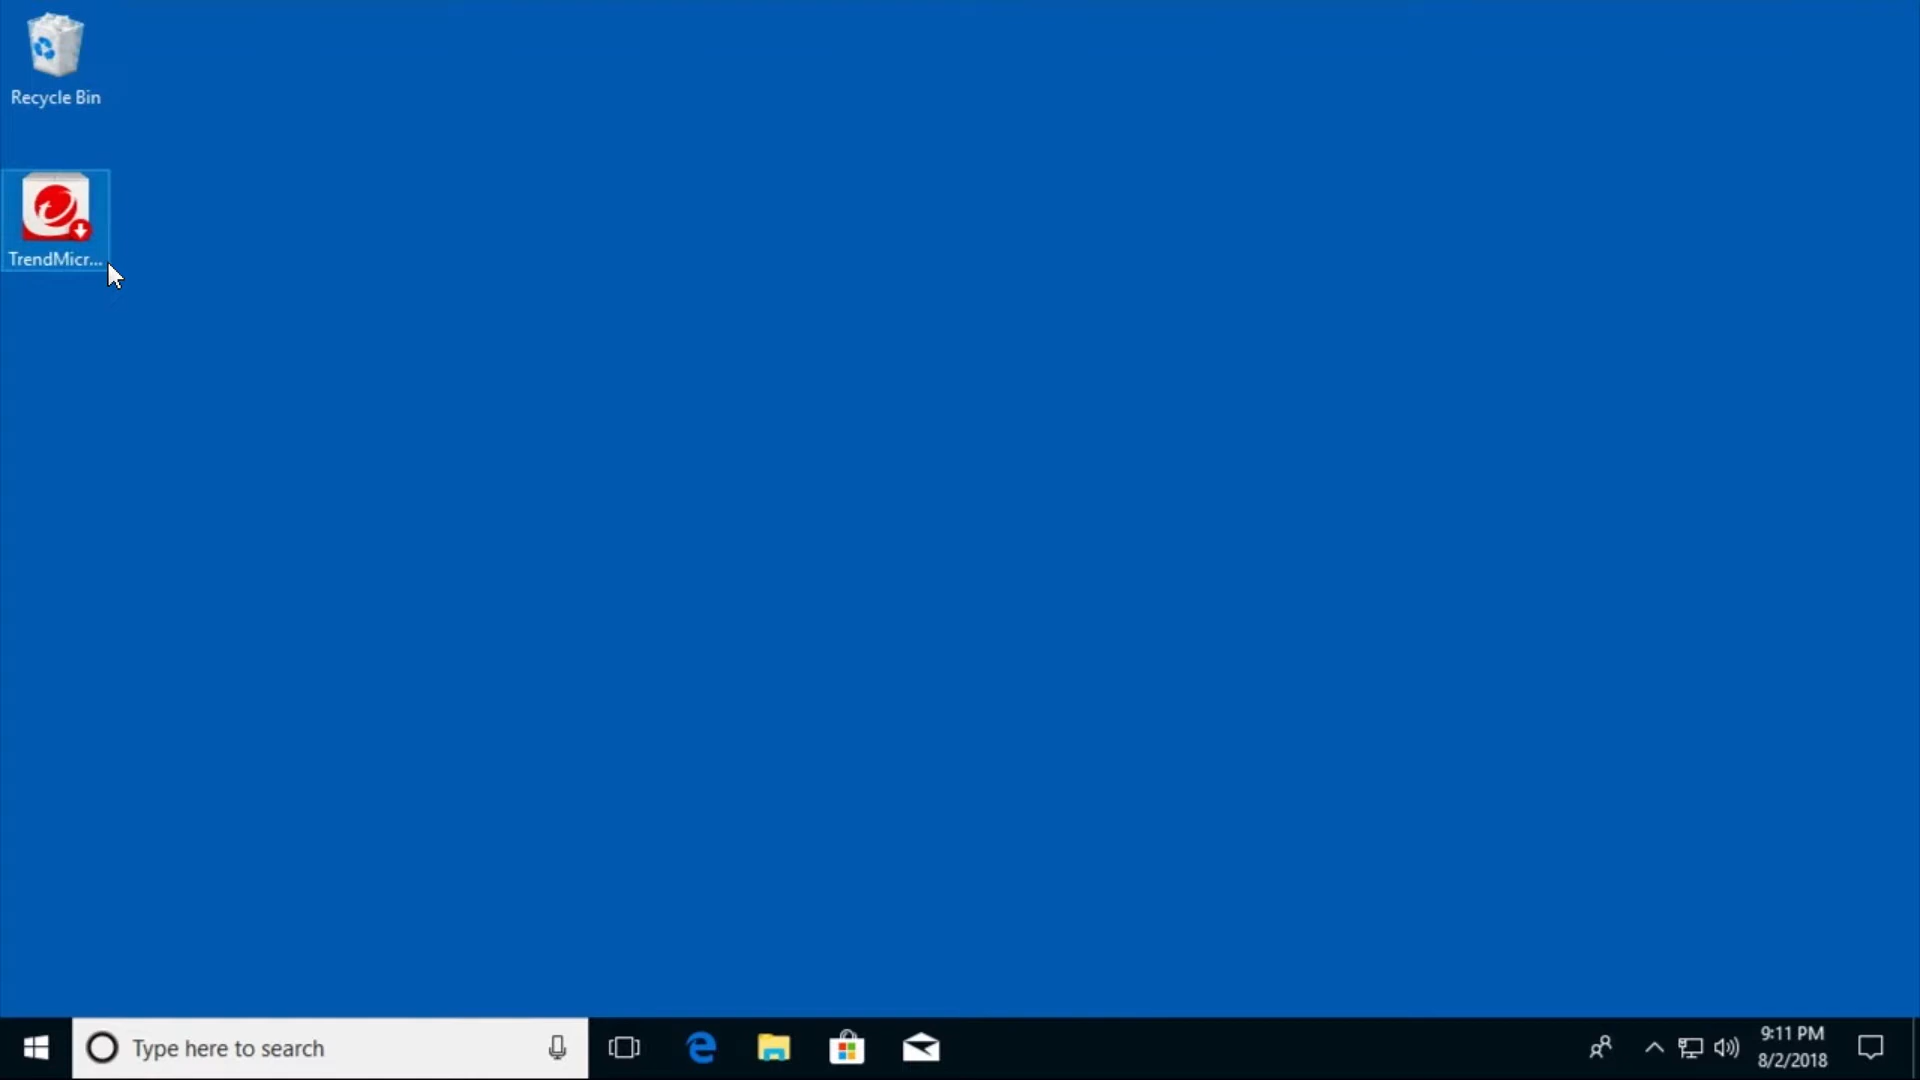 Recycle Bin
TrendMicr...
Type here to search
9:11 PM
8/2/2018